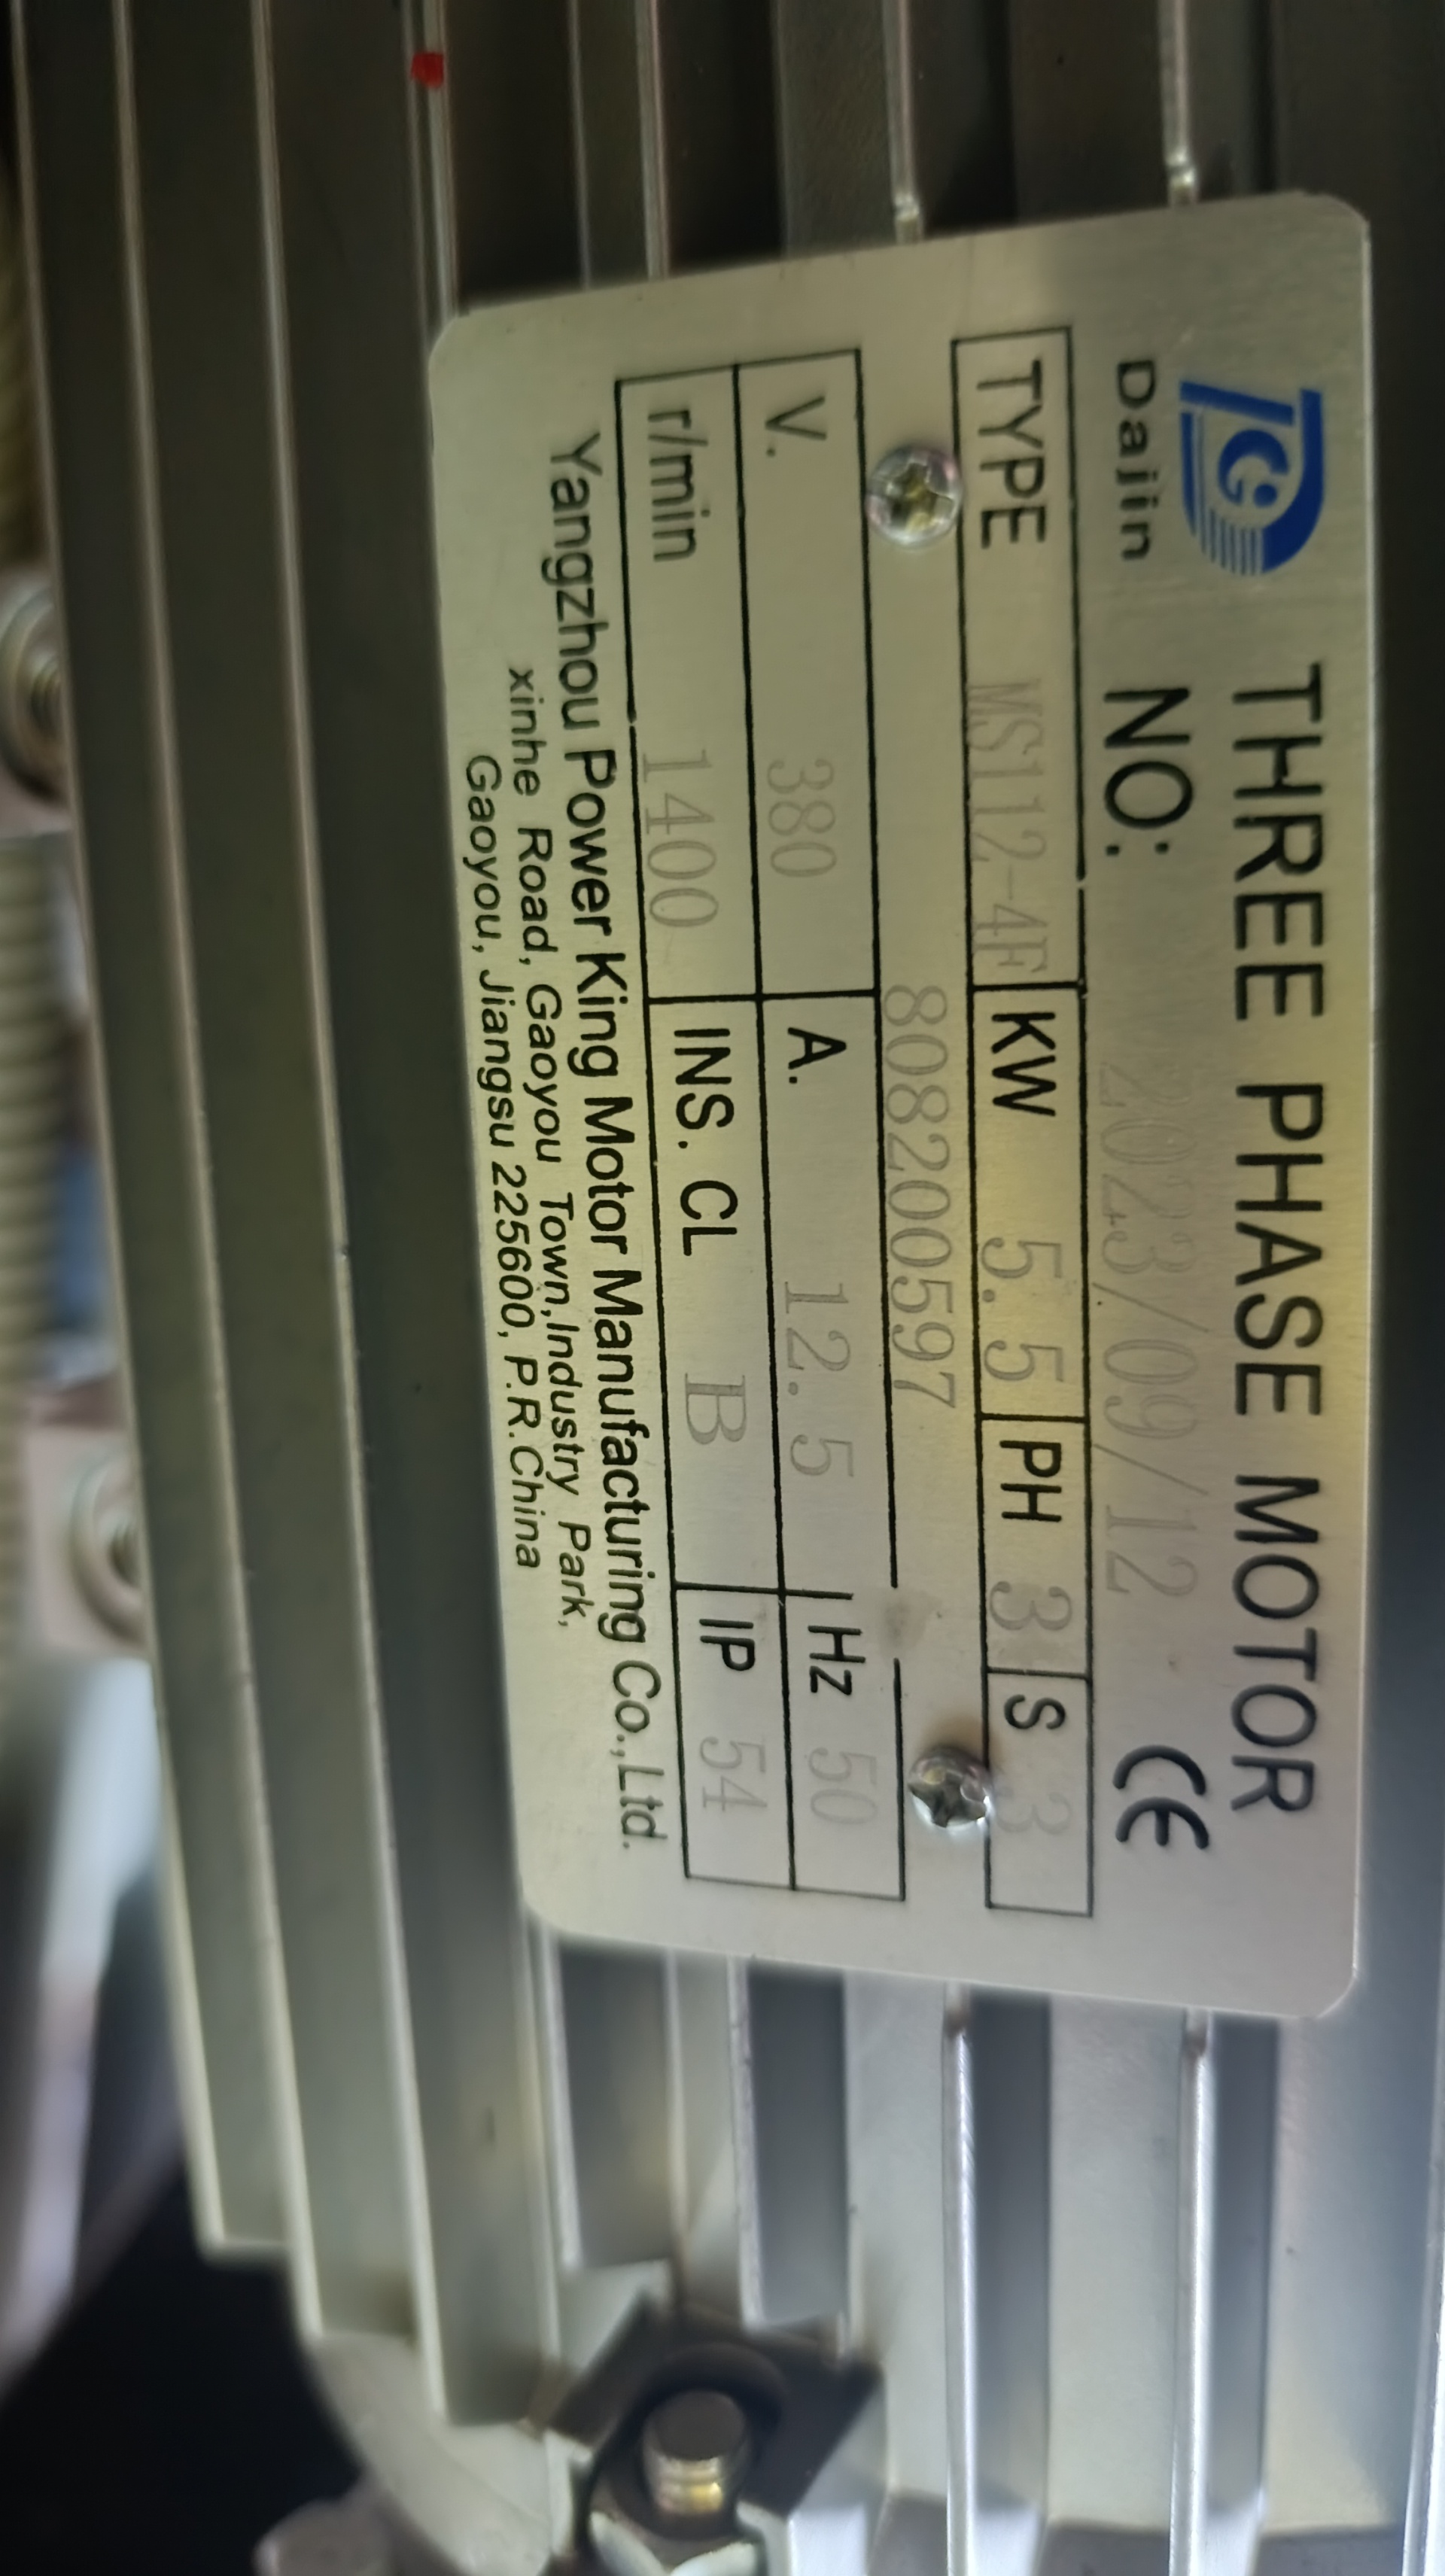 Dajin
THREE PHASE MOTOR
NO: 2023/09/12 CE
TYPE MS112-4F KW 5.5 PH 3 S 3
808200597
V. 380 A. 12.5 Hz 50
r/min 1400 INS. CL B IP 54
Yangzhou Power King Motor Manufacturing Co.,Ltd.
xinhe Road, Gaoyou Town,Industry Park,
Gaoyou, Jiangsu 225600, P.R.China